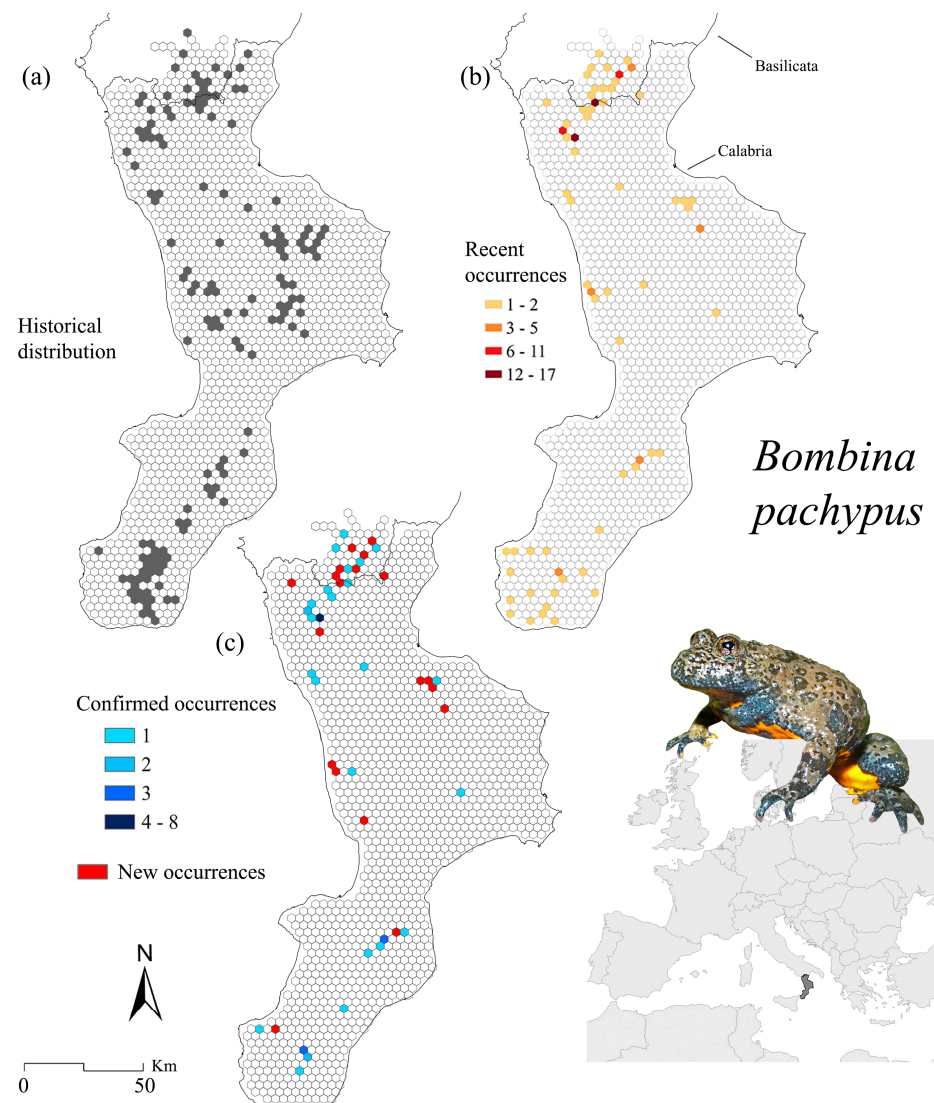 (a)
(b)
Basilicata
Calabria
Recent
occurrences
1 - 2
3 - 5
6 - 11
12 - 17
Historical
distribution
Bombina
pachypus
(c)
Confirmed occurrences
1
2
3
4 - 8
New occurrences
N
Km
0
50